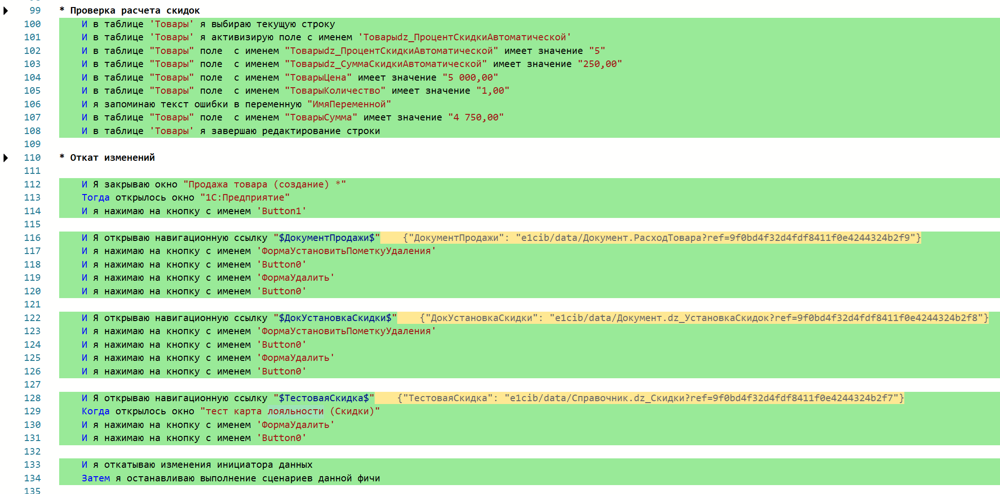 99 * Проверка расчета скидок
100 И в таблице 'Товары' я выбираю текущую строку
101 И в таблице 'Товары' я активизирую поле с именем 'Товарыdz_ПроцентСкидкиАвтоматической'
102 И в таблице "Товары" поле  с именем "Товарыdz_ПроцентСкидкиАвтоматической" имеет значение "5"
103 И в таблице "Товары" поле  с именем "Товарыdz_СуммаСкидкиАвтоматической" имеет значение "250,00"
104 И в таблице "Товары" поле  с именем "ТоварыЦена" имеет значение "5 000,00"
105 И в таблице "Товары" поле  с именем "ТоварыКоличество" имеет значение "1,00"
106 И я запоминаю текст ошибки в переменную "ИмяПеременной"
107 И в таблице "Товары" поле  с именем "ТоварыСумма" имеет значение "4 750,00"
108 И в таблице 'Товары' я завершаю редактирование строки
109
110 * Откат изменений
111
112 И Я закрываю окно "Продажа товара (создание) *"
113 Тогда открылось окно "1С:Предприятие"
114 И я нажимаю на кнопку с именем 'Button1'
115
116 И Я открываю навигационную ссылку "$ДокументПродажи$" {"ДокументПродажи": "e1cib/data/Документ.РасходТовара?ref=9f0bd4f32d4fdf8411f0e4244324b2f9"}
117 И я нажимаю на кнопку с именем 'ФормаУстановитьПометкуУдаления'
118 И я нажимаю на кнопку с именем 'Button0'
119 И я нажимаю на кнопку с именем 'ФормаУдалить'
120 И я нажимаю на кнопку с именем 'Button0'
121
122 И Я открываю навигационную ссылку "$ДокУстановкаСкидки$" {"ДокУстановкаСкидки": "e1cib/data/Документ.dz_УстановкаСкидок?ref=9f0bd4f32d4fdf8411f0e4244324b2f8"}
123 И я нажимаю на кнопку с именем 'ФормаУстановитьПометкуУдаления'
124 И я нажимаю на кнопку с именем 'Button0'
125 И я нажимаю на кнопку с именем 'ФормаУдалить'
126 И я нажимаю на кнопку с именем 'Button0'
127
128 И Я открываю навигационную ссылку "$ТестоваяСкидка$" {"ТестоваяСкидка": "e1cib/data/Справочник.dz_Скидки?ref=9f0bd4f32d4fdf8411f0e4244324b2f7"}
129 Когда открылось окно "тест карта лояльности (Скидки)"
130 И я нажимаю на кнопку с именем 'ФормаУдалить'
131 И я нажимаю на кнопку с именем 'Button0'
132
133 И я откатываю изменения инициатора данных
134 Затем я останавливаю выполнение сценариев данной фичи
135